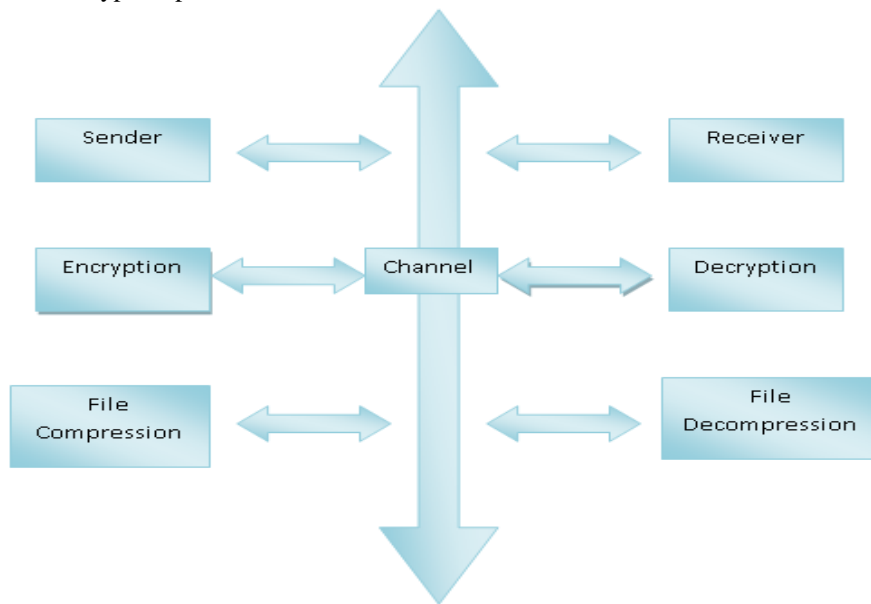 Sender
Receiver
Encryption
Channel
Decryption
File
Compression
File
Decompression